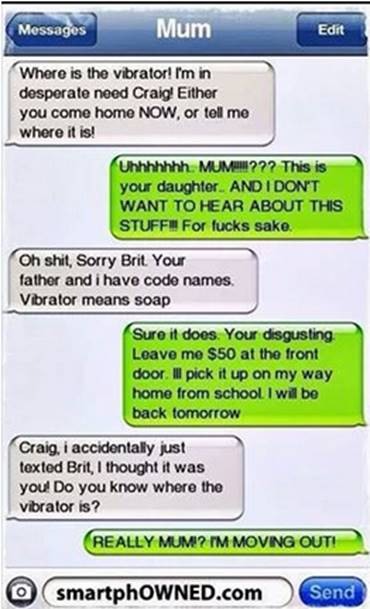 Messages
Mum
Edit
Where is the vibrator! I'm in
desperate need Craig! Either
you come home NOW, or tell me
where it is!
Uhhhhhhh.. MUM!!!!!??? This is
your daughter.. AND I DON'T
WANT TO HEAR ABOUT THIS
STUFF!!! For fucks sake.
Oh shit, Sorry Brit. Your
father and i have code names.
Vibrator means soap
Sure it does. Your disgusting.
Leave me $50 at the front
door. Ill pick it up on my way
home from school. I will be
back tomorrow
Craig, i accidentally just
texted Brit, I thought it was
you! Do you know where the
vibrator is?
REALLY MUM!? I'M MOVING OUT!
smartphOWNED.com
Send